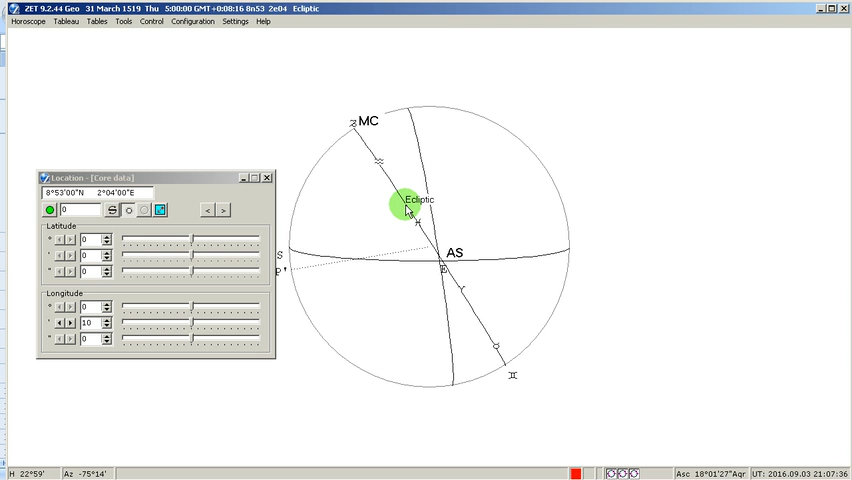 ZET 9.2.44 Geo 31 March 1519 Thu 5:00:00 GMT+0:08:16 8n53 2e04 Ecliptic
Horoscope Tableau Tables Tools Control Configuration Settings Help
MC
Ecliptic
AS
E
S
P'
Location - [Core data]
8°53'00"N 2°04'00"E
0
< >
Latitude
° 0
' 0
" 0
Longitude
° 0
' 10
" 0
H 22°59' Az -75°14' Asc 18°01'27"Aqr UT: 2016.09.03 21:07:36